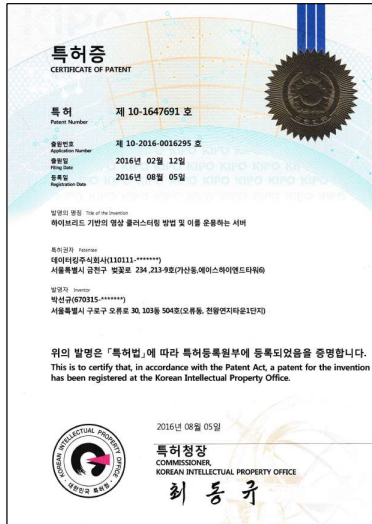 특허증
CERTIFICATE OF PATENT
특 허 제 10-1647691 호
Patent Number
출원번호 제 10-2016-0016295 호
Application Number
출원일 2016년 02월 12일
Filing Date
등록일 2016년 08월 05일
Registration Date
발명의 명칭 Title of the Invention
하이브리드 기반의 영상 클러스터링 방법 및 이를 운용하는 서버
특허권자 Patentee
데이터킹주식회사(110111-*******)
서울특별시 금천구 벚꽃로 234 ,213-9호(가산동,에이스하이엔드타워6)
발명자 Inventor
박선규(670315-*******)
서울특별시 구로구 오류로 30, 103동 504호(오류동, 천왕연지타운1단지)
위의 발명은 「특허법」에 따라 특허등록원부에 등록되었음을 증명합니다.
This is to certify that, in accordance with the Patent Act, a patent for the invention
has been registered at the Korean Intellectual Property Office.
2016년 08월 05일
특허청장
COMMISSIONER,
KOREAN INTELLECTUAL PROPERTY OFFICE
최동규
KOREAN INTELLECTUAL PROPERTY OFFICE
대한민국 특허청